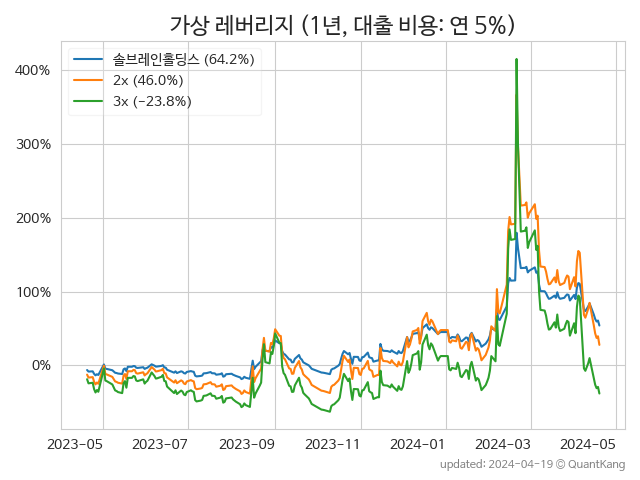 가상 레버리지 (1년, 대출 비용: 연 5%)
솔브레인홀딩스 (64.2%)
2x (46.0%)
3x (−23.8%)
400%
300%
200%
100%
0%
2023-05 2023-07 2023-09 2023-11 2024-01 2024-03 2024-05
updated: 2024-04-19 © QuantKang